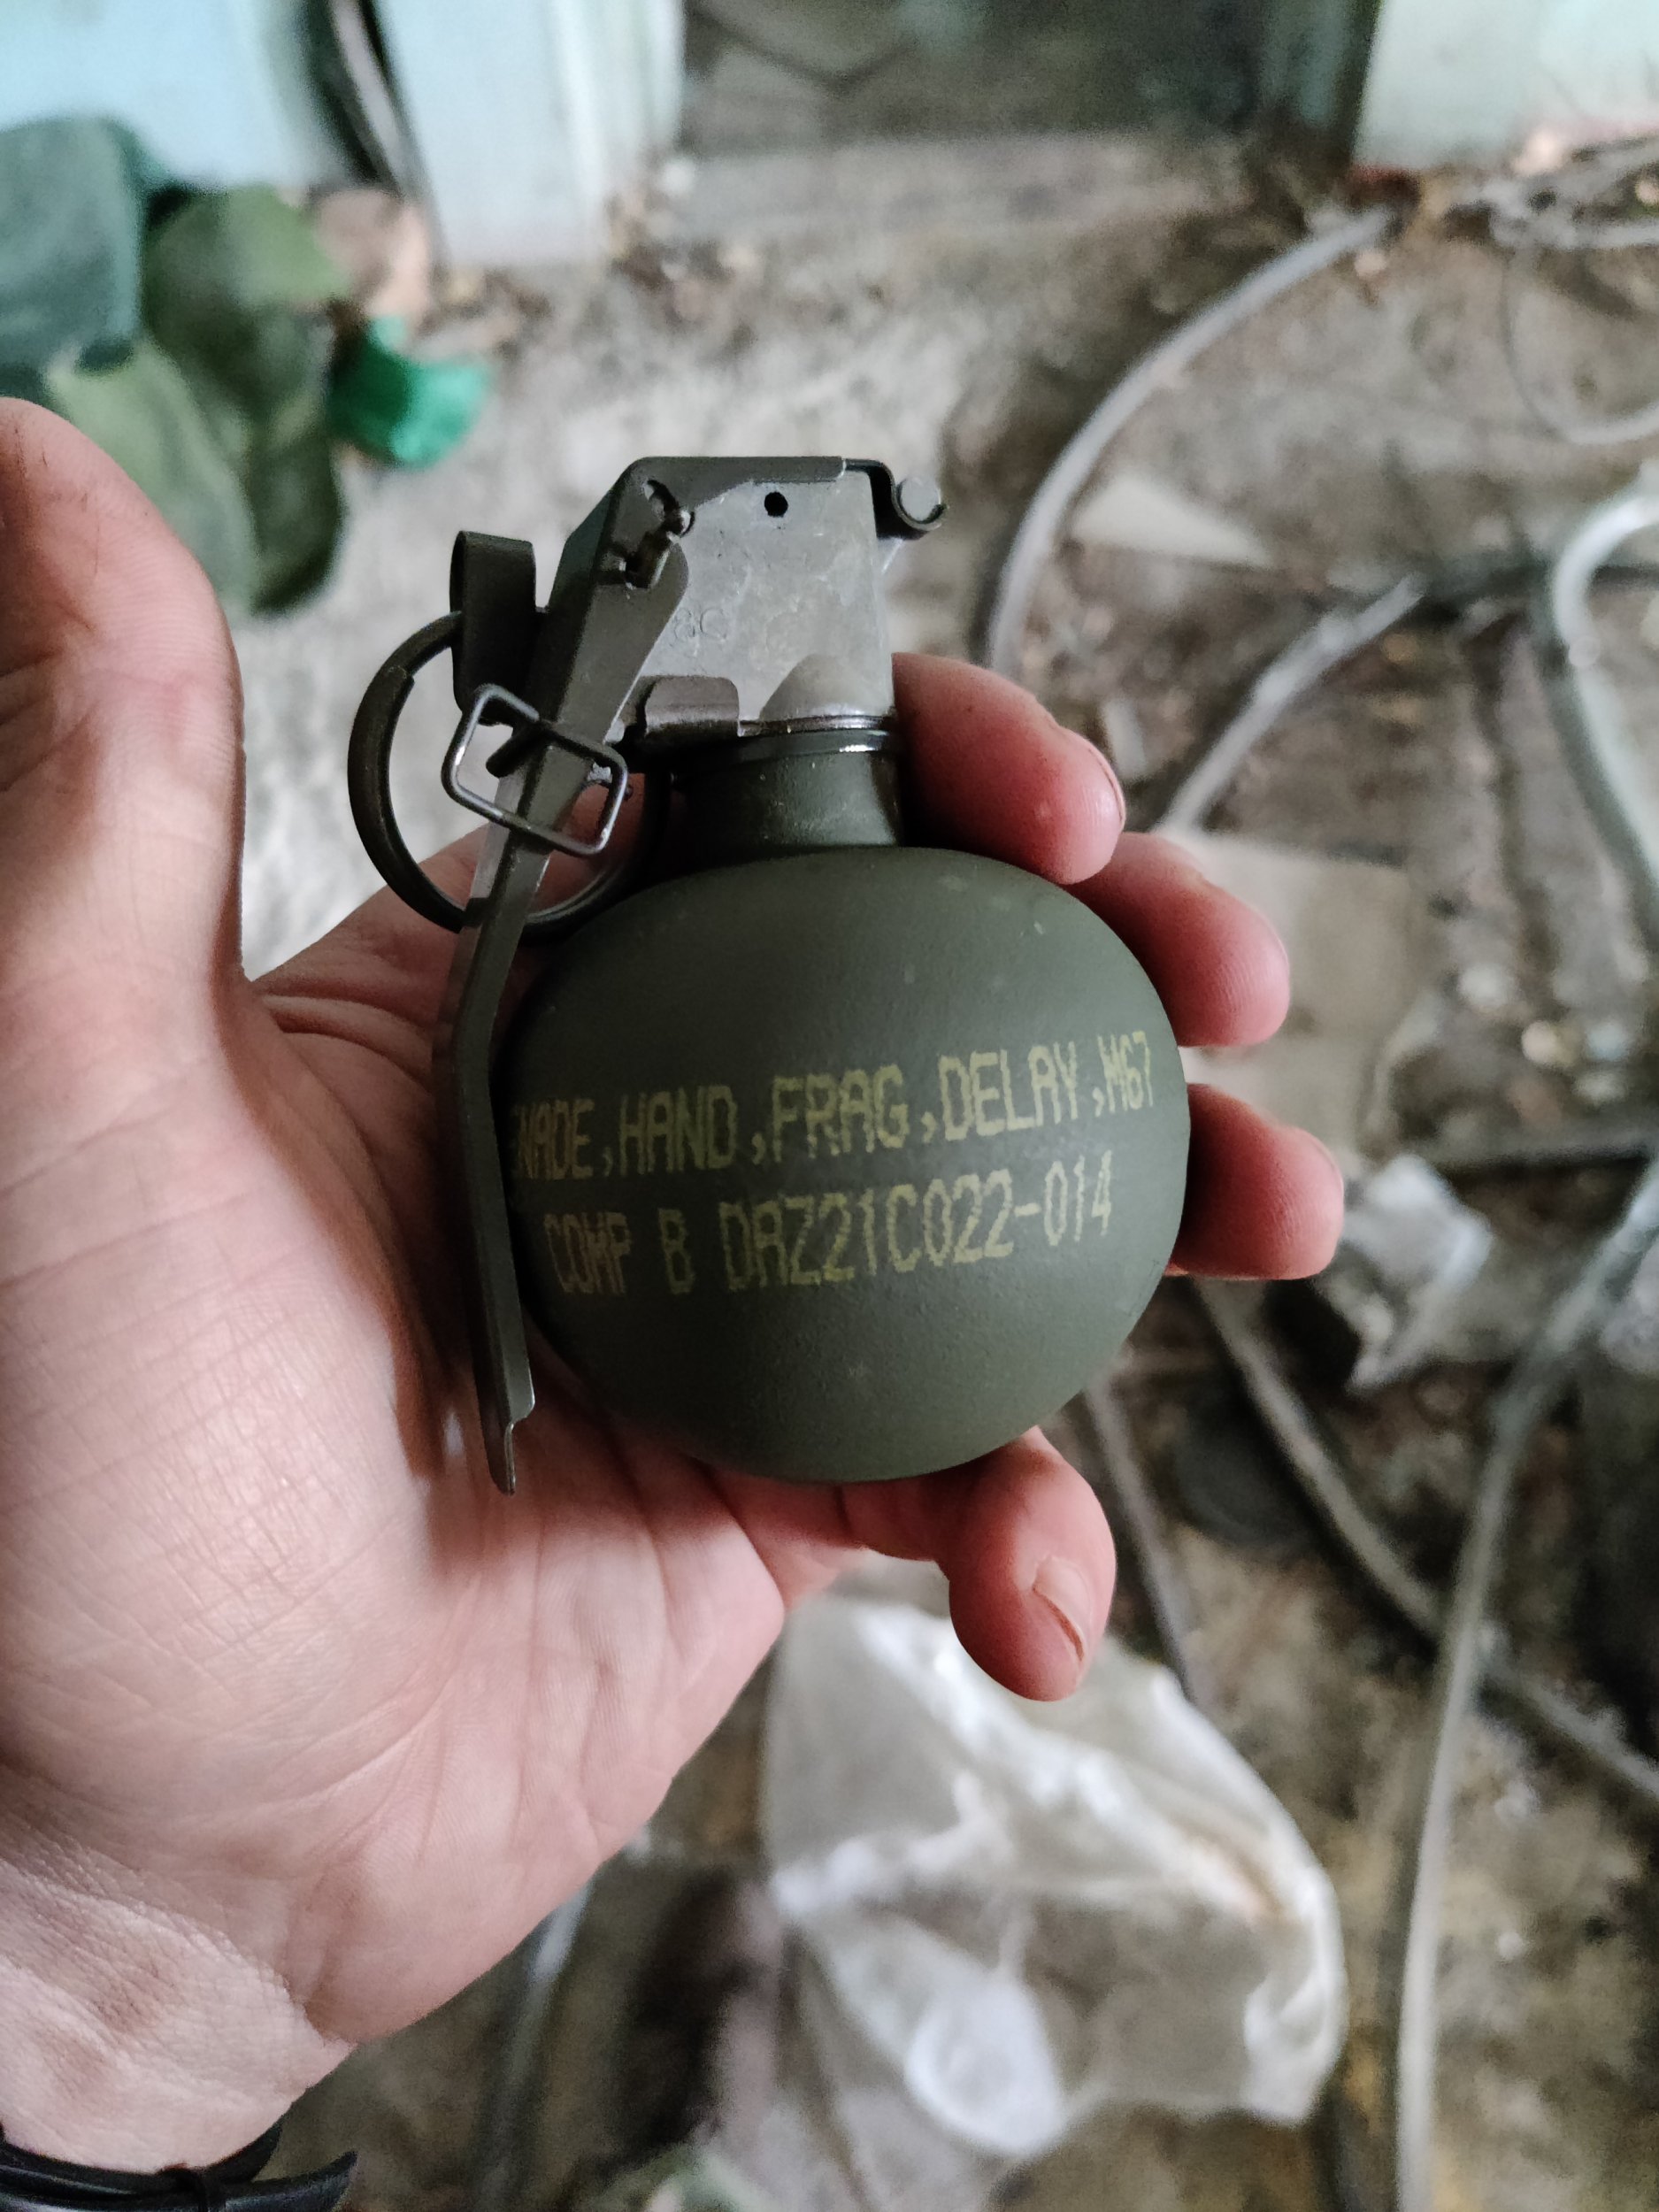 NADE,HAND,FRAG,DELAY,M67
COMP B DAZ21C022-014